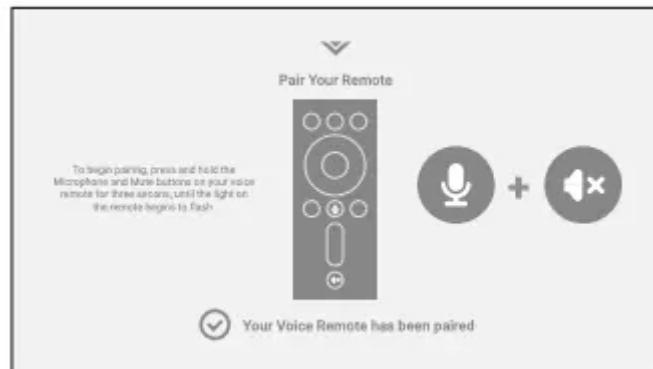 Pair Your Remote
To begin pairing, press and hold the
Microphone and Mute buttons on your voice
remote for three seconds, until the light on
the remote begins to flash
Your Voice Remote has been paired